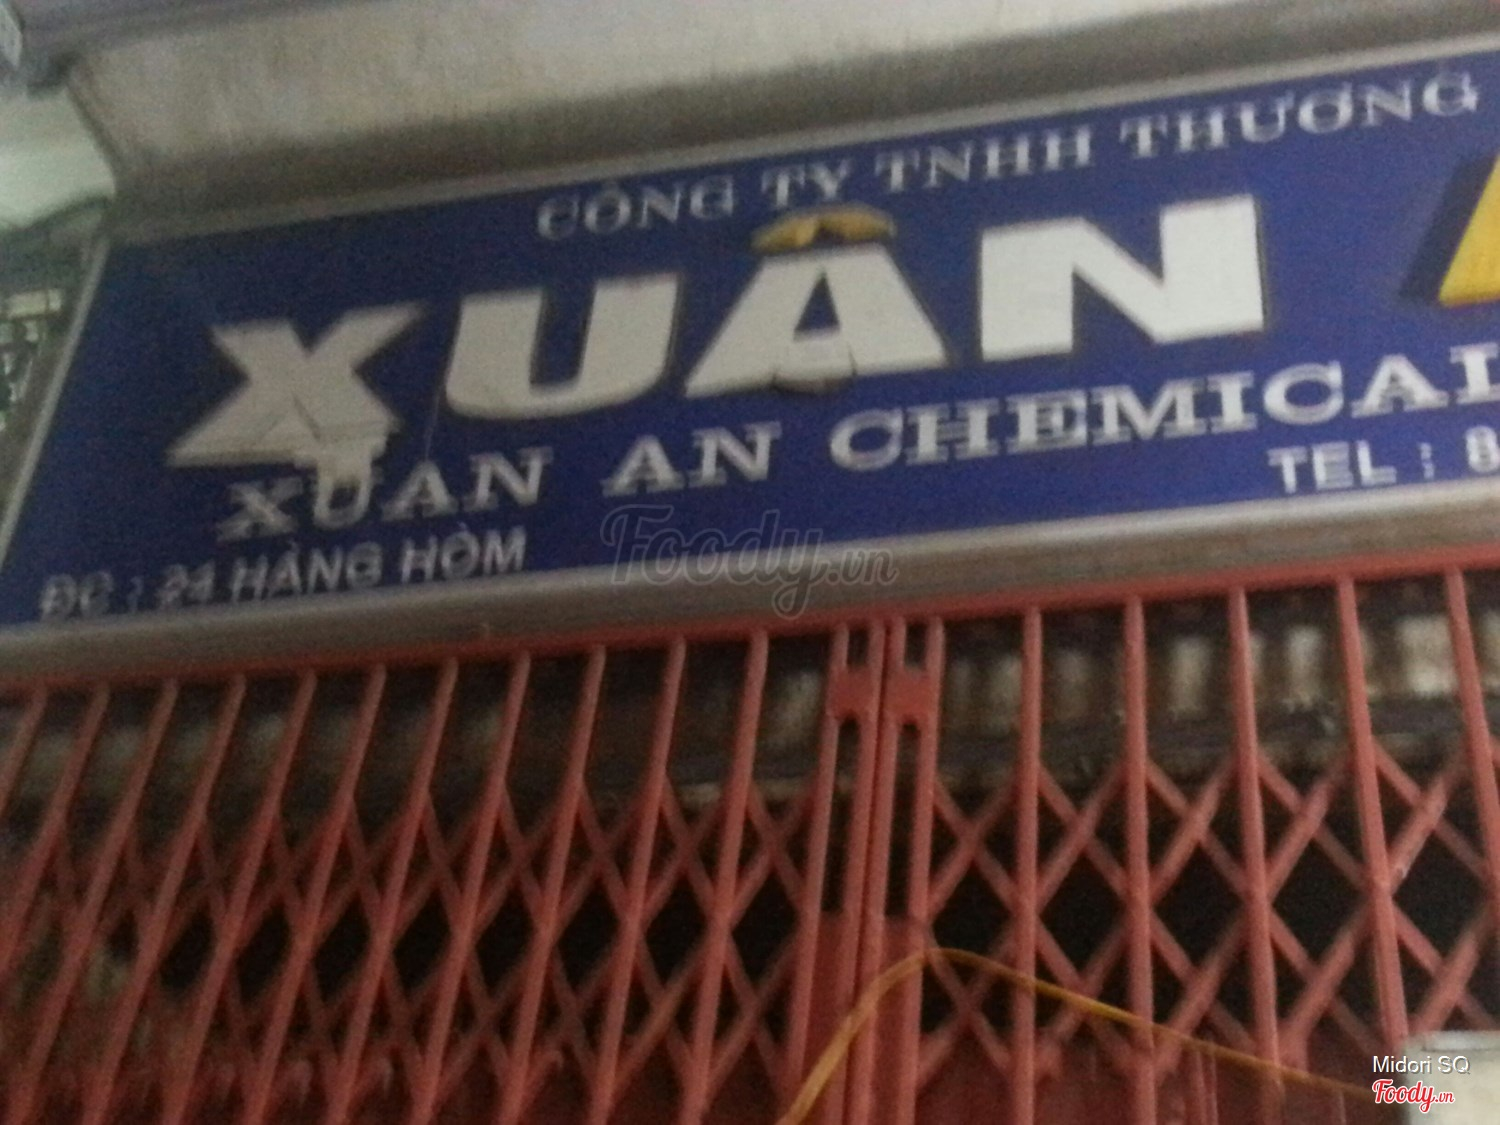 CÔNG TY TNHH THƯƠNG
XUÂN
XUAN AN CHEMICAL
TEL : 8
ĐC : 24 HÀNG HÒM
Foody.vn
Midori SQ
Foody.vn